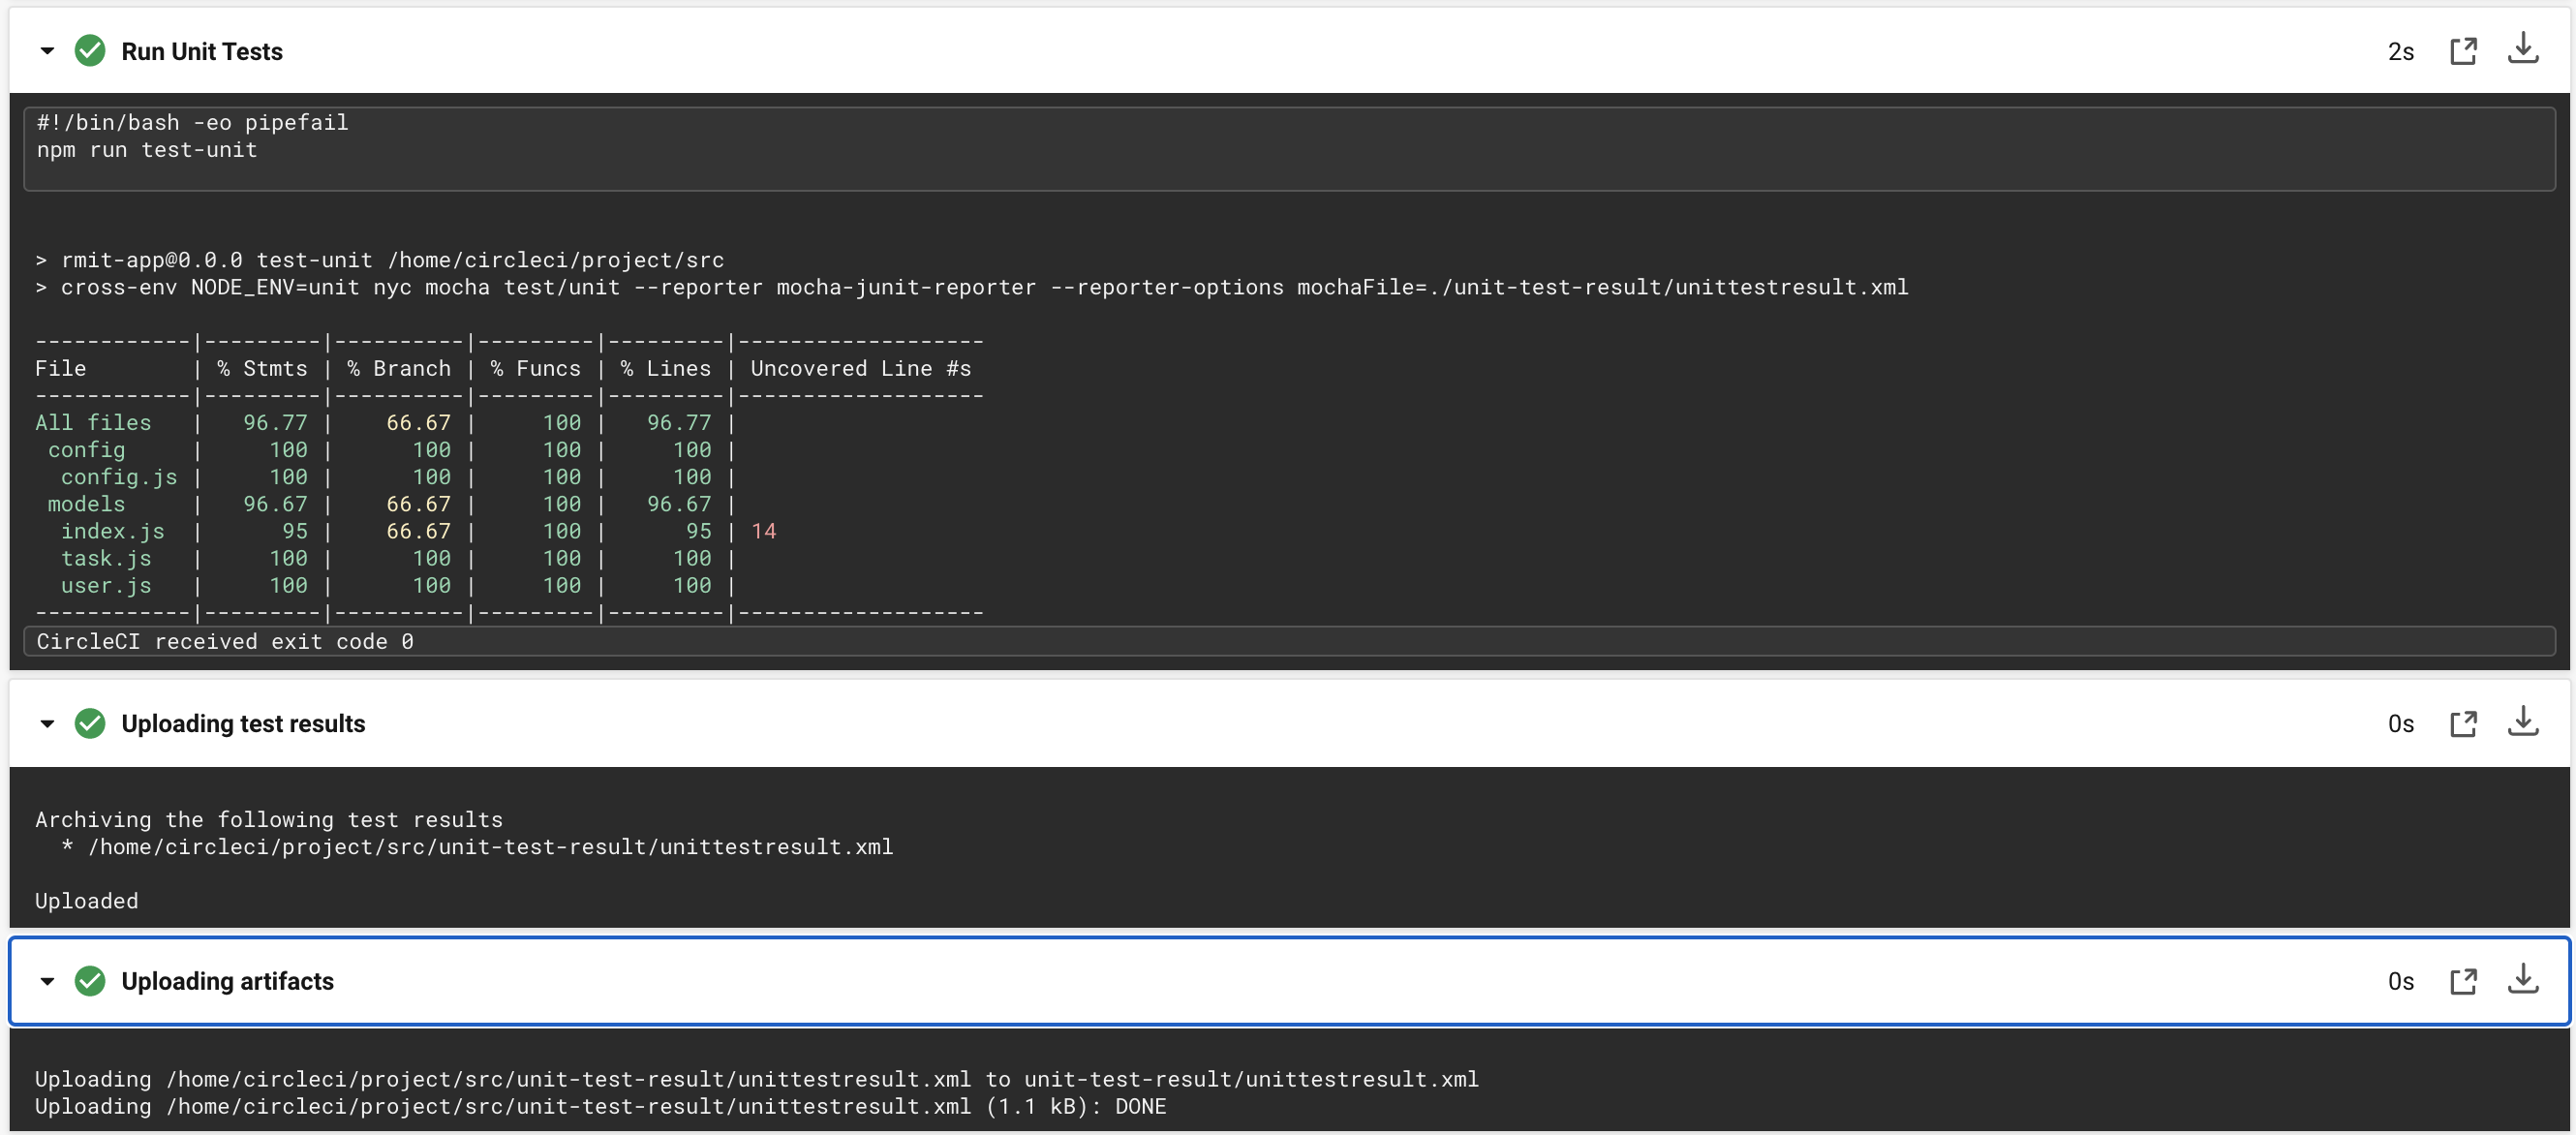 Run Unit Tests 2s
#!/bin/bash -eo pipefail
npm run test-unit
> rmit-app@0.0.0 test-unit /home/circleci/project/src
> cross-env NODE_ENV=unit nyc mocha test/unit --reporter mocha-junit-reporter --reporter-options mochaFile=./unit-test-result/unittestresult.xml
------------|---------|----------|---------|---------|-------------------
File        | % Stmts | % Branch | % Funcs | % Lines | Uncovered Line #s
------------|---------|----------|---------|---------|-------------------
All files   |   96.77 |    66.67 |     100 |   96.77 |
 config     |     100 |      100 |     100 |     100 |
  config.js |     100 |      100 |     100 |     100 |
 models     |   96.67 |    66.67 |     100 |   96.67 |
  index.js  |      95 |    66.67 |     100 |      95 | 14
  task.js   |     100 |      100 |     100 |     100 |
  user.js   |     100 |      100 |     100 |     100 |
------------|---------|----------|---------|---------|-------------------
CircleCI received exit code 0
Uploading test results 0s
Archiving the following test results
  * /home/circleci/project/src/unit-test-result/unittestresult.xml
Uploaded
Uploading artifacts 0s
Uploading /home/circleci/project/src/unit-test-result/unittestresult.xml to unit-test-result/unittestresult.xml
Uploading /home/circleci/project/src/unit-test-result/unittestresult.xml (1.1 kB): DONE